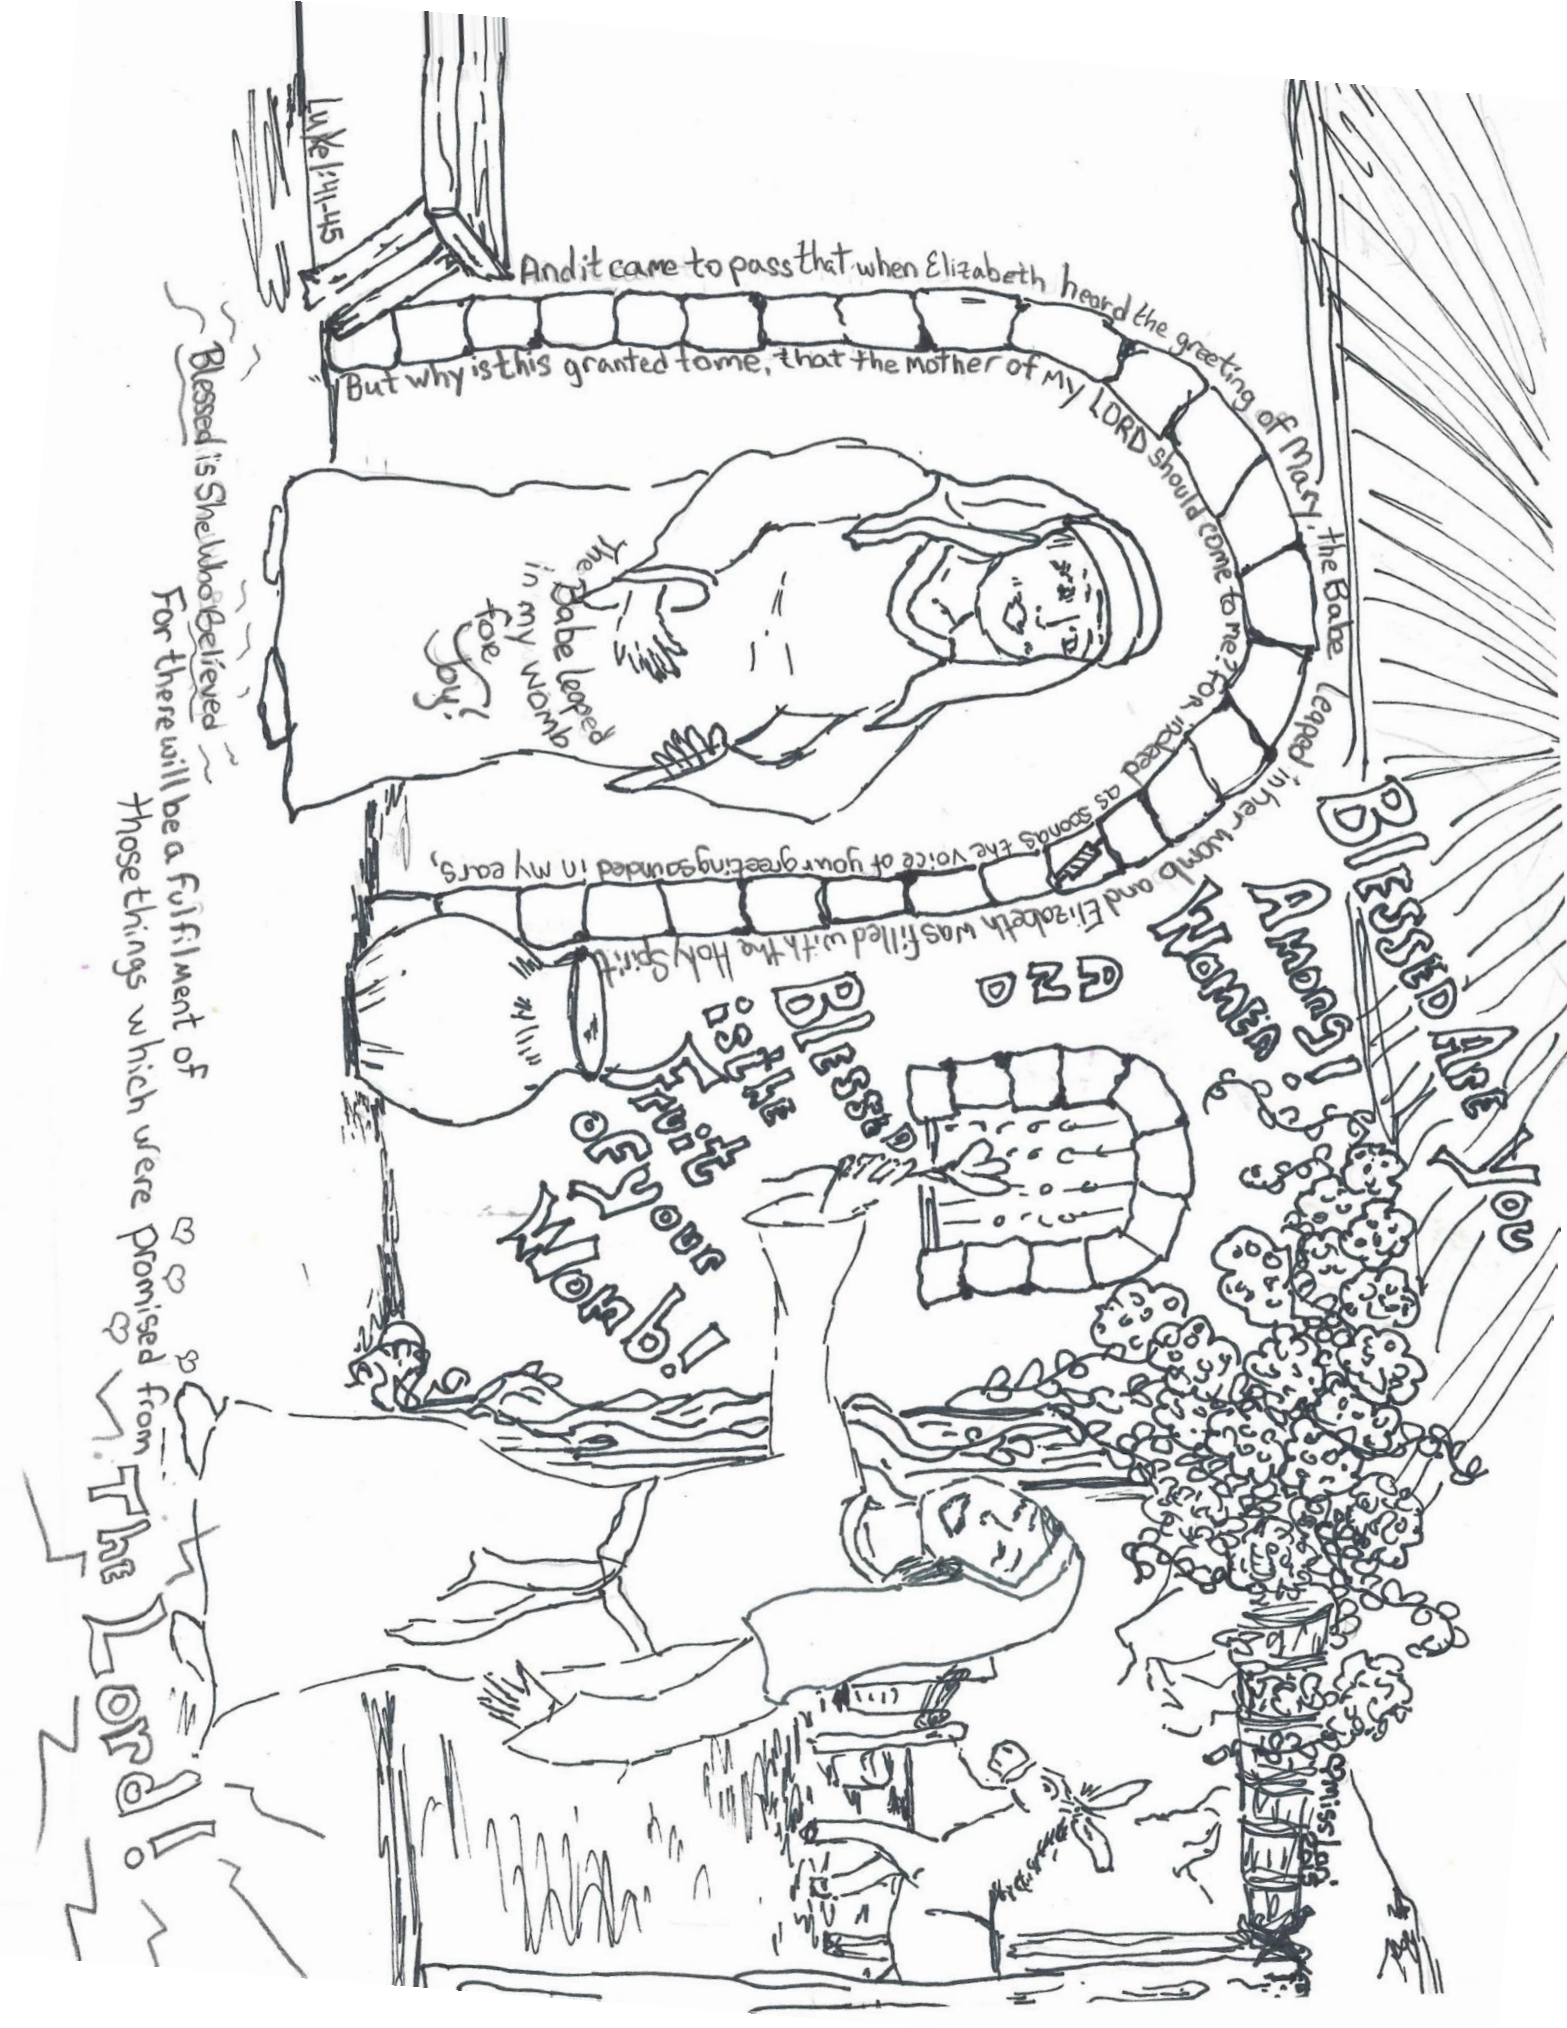 And it came to pass that when Elizabeth heard the greeting of Mary, the Babe leaped in her womb and Elizabeth was filled with the Holy Spirit.
"But why is this granted to me, that the mother of my LORD should come to me? For indeed as soon as the voice of your greeting sounded in my ears,
The Babe leaped
in my womb
for
Joy!
BlESSED ARE YOU
AMONg!
WOMEn!
AND
BlESSED
is the
Fruit
of Your
Womb!
Luke 1:41-45
Blessed is She Who Believed
For there will be a fulfilment of
those things which were promised from
THE Lord!